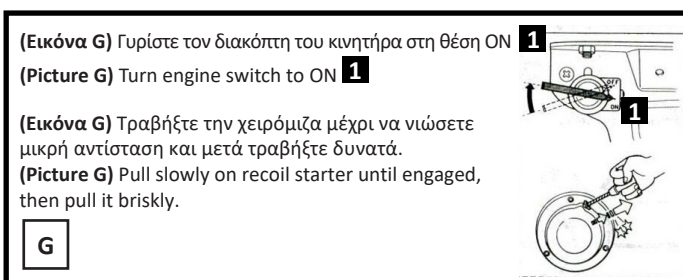 (Εικόνα G) Γυρίστε τον διακόπτη του κινητήρα στη θέση ON 1
(Picture G) Turn engine switch to ON 1
OFF
ON
1
(Εικόνα G) Τραβήξτε την χειρόμιζα μέχρι να νιώσετε
μικρή αντίσταση και μετά τραβήξτε δυνατά.
(Picture G) Pull slowly on recoil starter until engaged,
then pull it briskly.
G